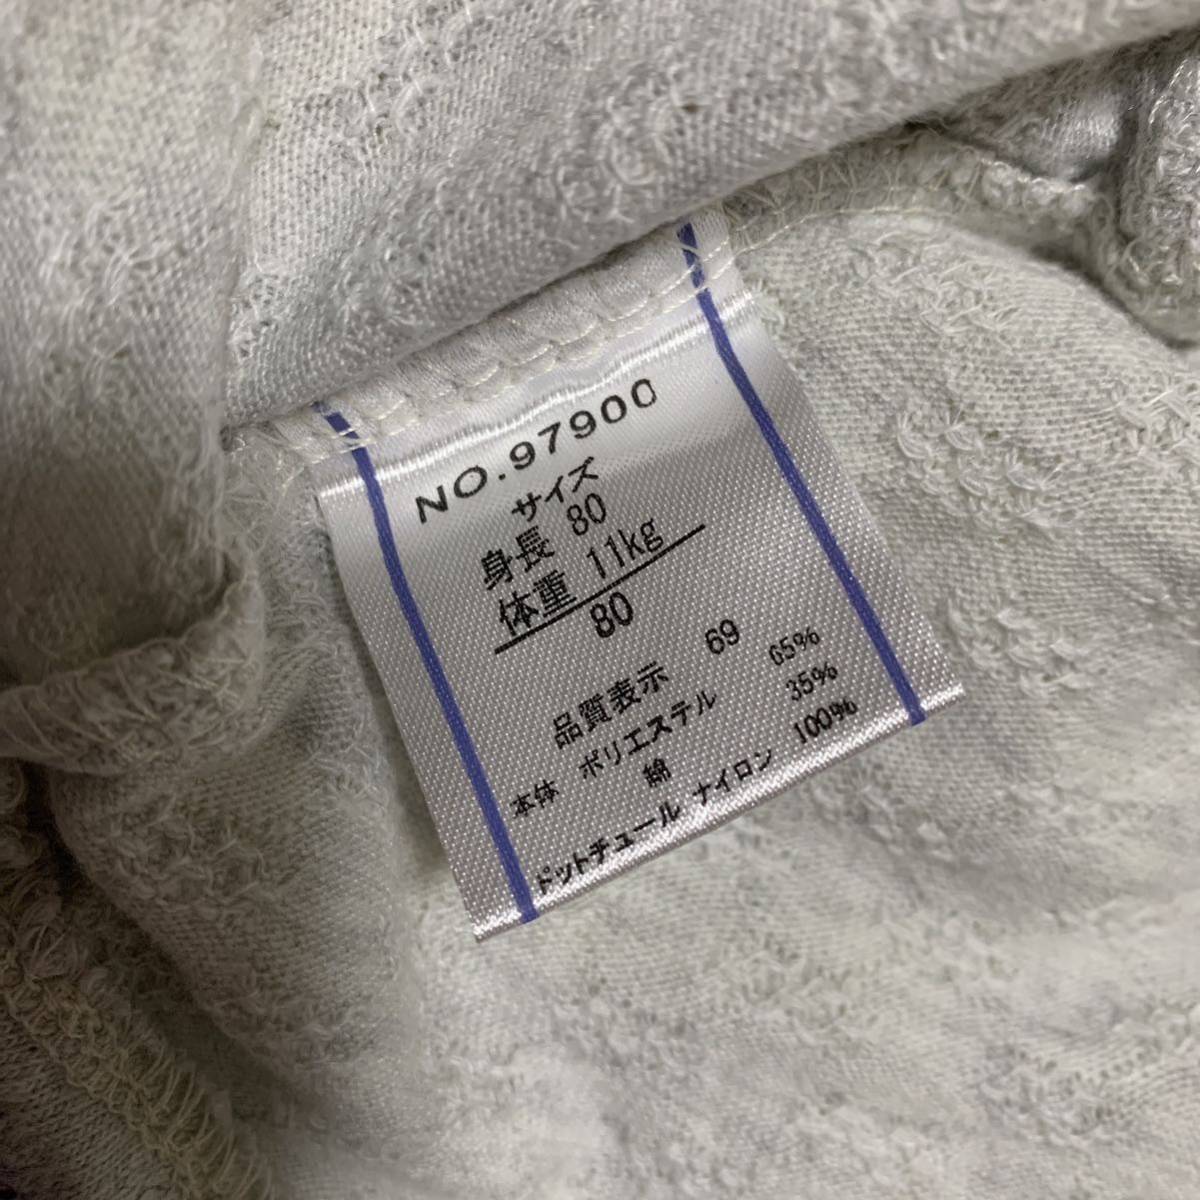 NO.97900
サイズ
身長 80
体重 11kg
80
品質表示 69
本体 ポリエステル 65%
綿 35%
ドットチュール ナイロン 100%